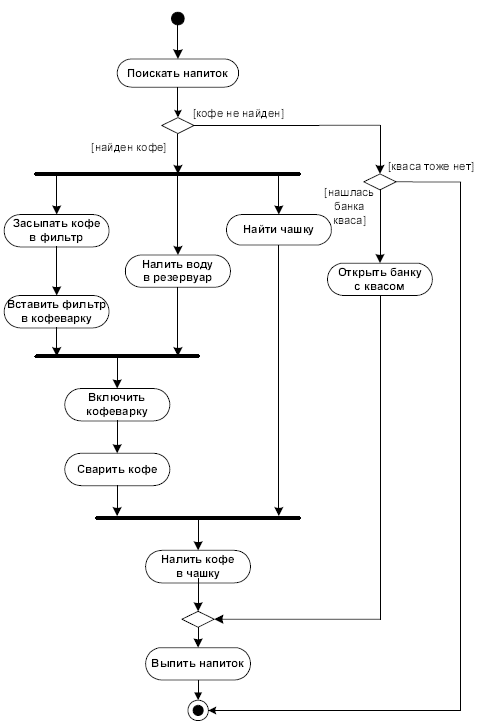 Поискать напиток
[кофе не найден]
[найден кофе]
[кваса тоже нет]
[нашлась
банка
кваса]
Засыпать кофе
в фильтр
Найти чашку
Налить воду
в резервуар
Открыть банку
с квасом
Вставить фильтр
в кофеварку
Включить
кофеварку
Сварить кофе
Налить кофе
в чашку
Выпить напиток